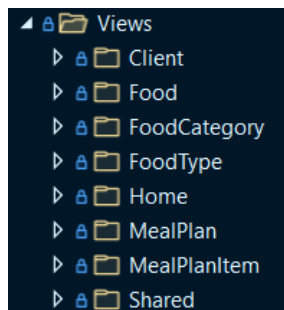 Views
Client
Food
FoodCategory
FoodType
Home
MealPlan
MealPlanItem
Shared